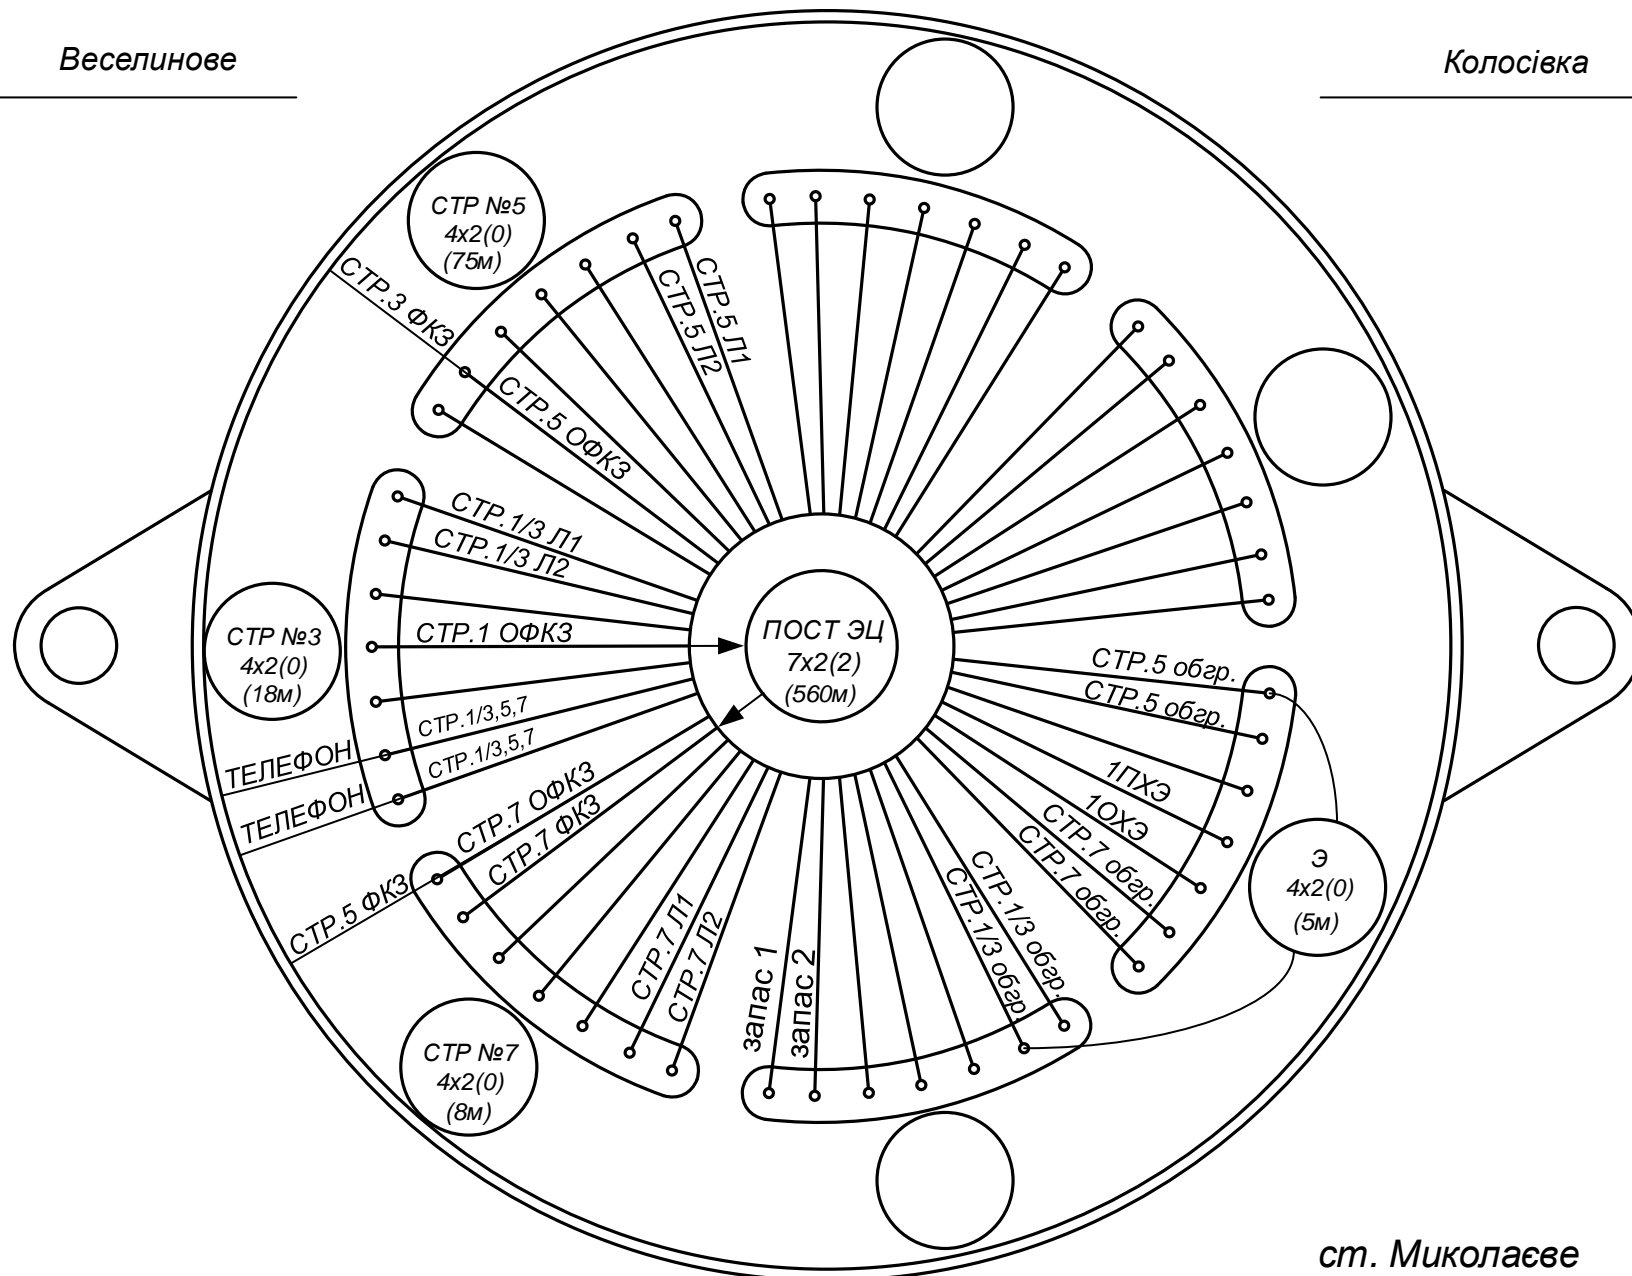 Веселинове
Колосівка
СТР №5
4х2(0)
(75м)
СТР.3 ФКЗ
СТР.5 ОФКЗ
СТР.5 Л2
СТР.5 Л1
СТР.1/3 Л1
СТР.1/3 Л2
СТР №3
4х2(0)
(18м)
СТР.1 ОФКЗ
ПОСТ ЭЦ
7х2(2)
(560м)
СТР.5 обгр.
СТР.5 обгр.
ТЕЛЕФОН
СТР.1/3,5,7
ТЕЛЕФОН
СТР.1/3,5,7
1ПХЭ
1ОХЭ
СТР.7 обгр.
СТР.7 обгр.
СТР.7 ОФКЗ
СТР.7 ФКЗ
СТР.5 ФКЗ
Э
4х2(0)
(5м)
СТР.7 Л1
СТР.7 Л2
запас 1
запас 2
СТР.1/3 обгр.
СТР.1/3 обгр.
СТР №7
4х2(0)
(8м)
ст. Миколаєве